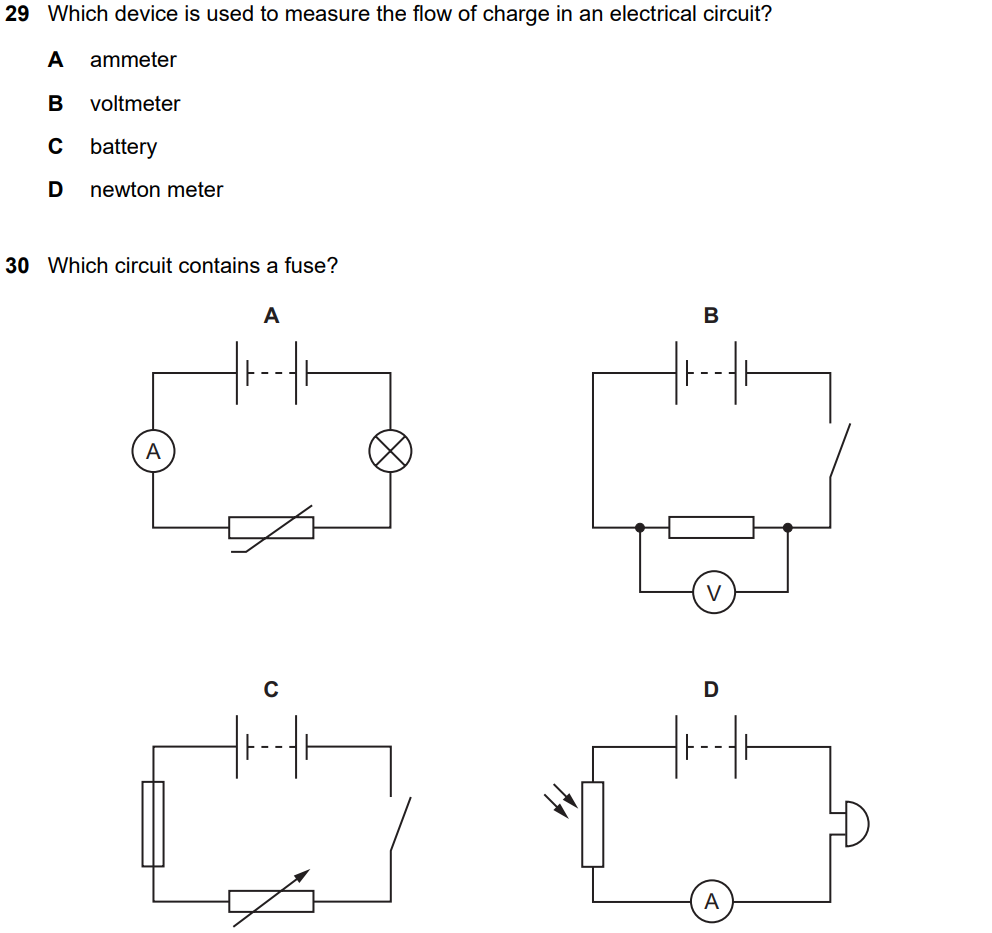 29 Which device is used to measure the flow of charge in an electrical circuit?
A ammeter
B voltmeter
C battery
D newton meter
30 Which circuit contains a fuse?
A B
A
V
C D
A